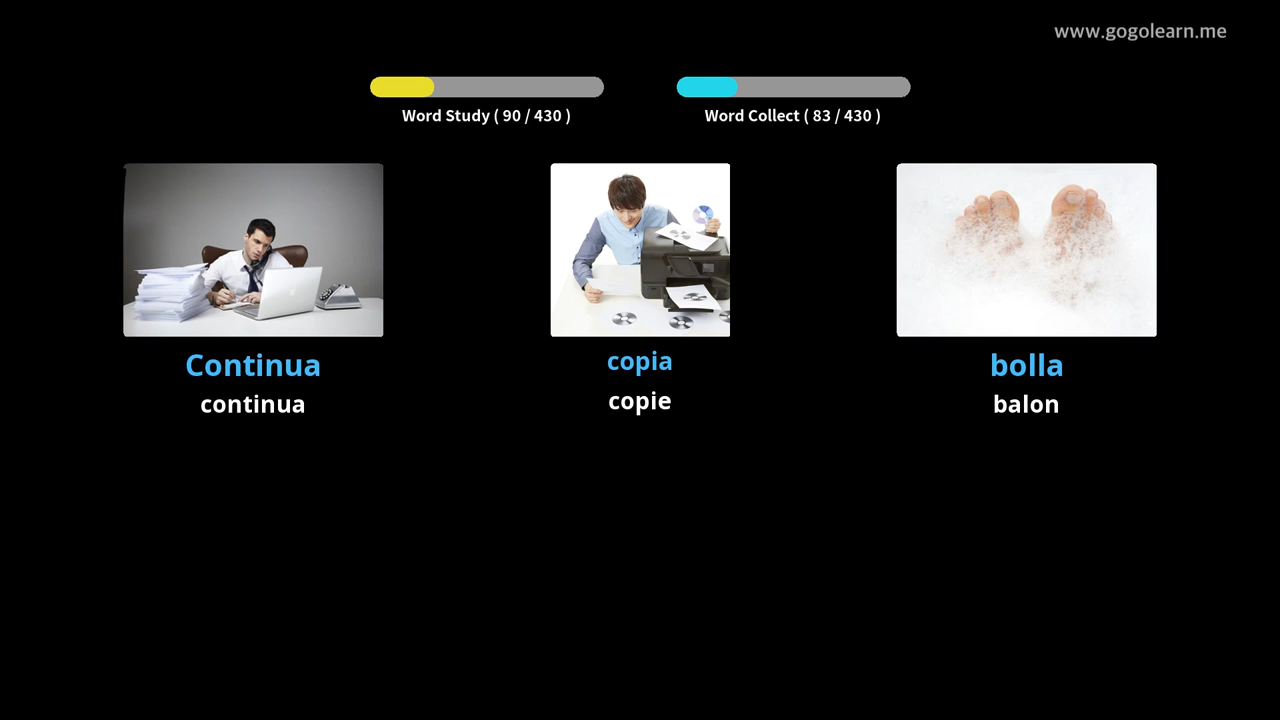 www.gogolearn.me
Word Study ( 90 / 430 )
Word Collect ( 83 / 430 )
Continua
continua
copia
copie
bolla
balon